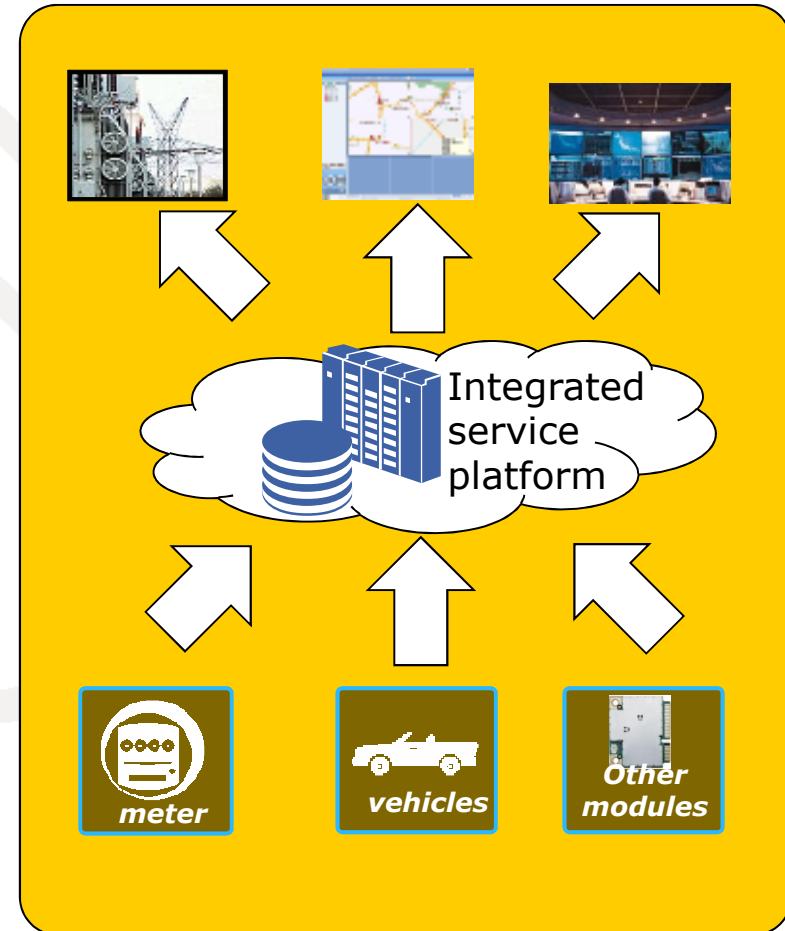 Integrated
service
platform
meter
vehicles
Other
modules